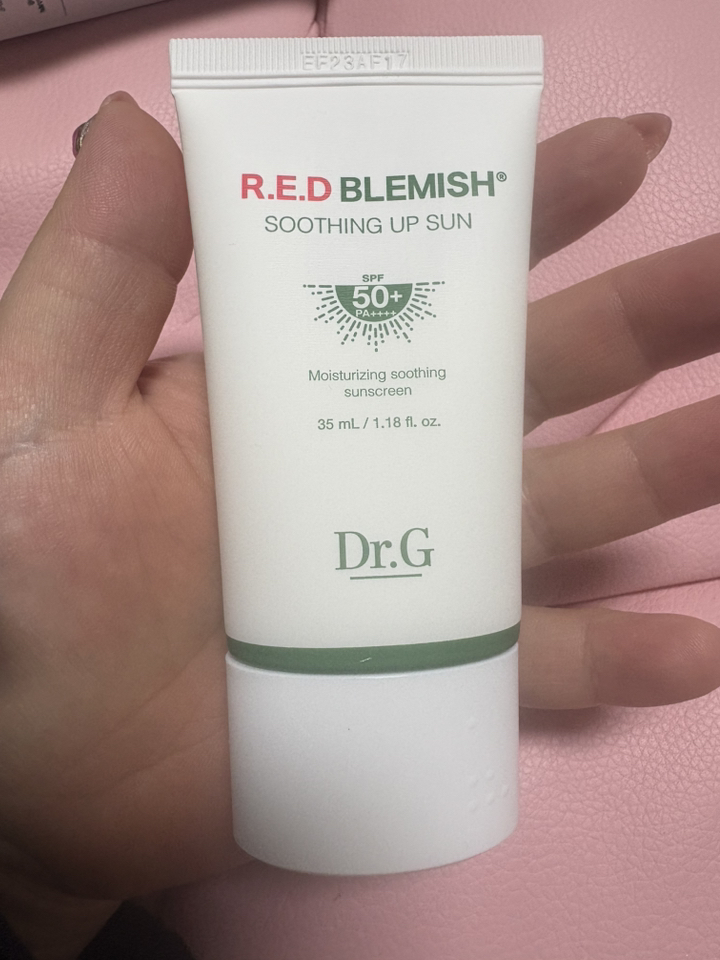 EF23AF17
R.E.D BLEMISH®
SOOTHING UP SUN
SPF
50+
PA++++
Moisturizing soothing
sunscreen
35 mL / 1.18 fl. oz.
Dr.G